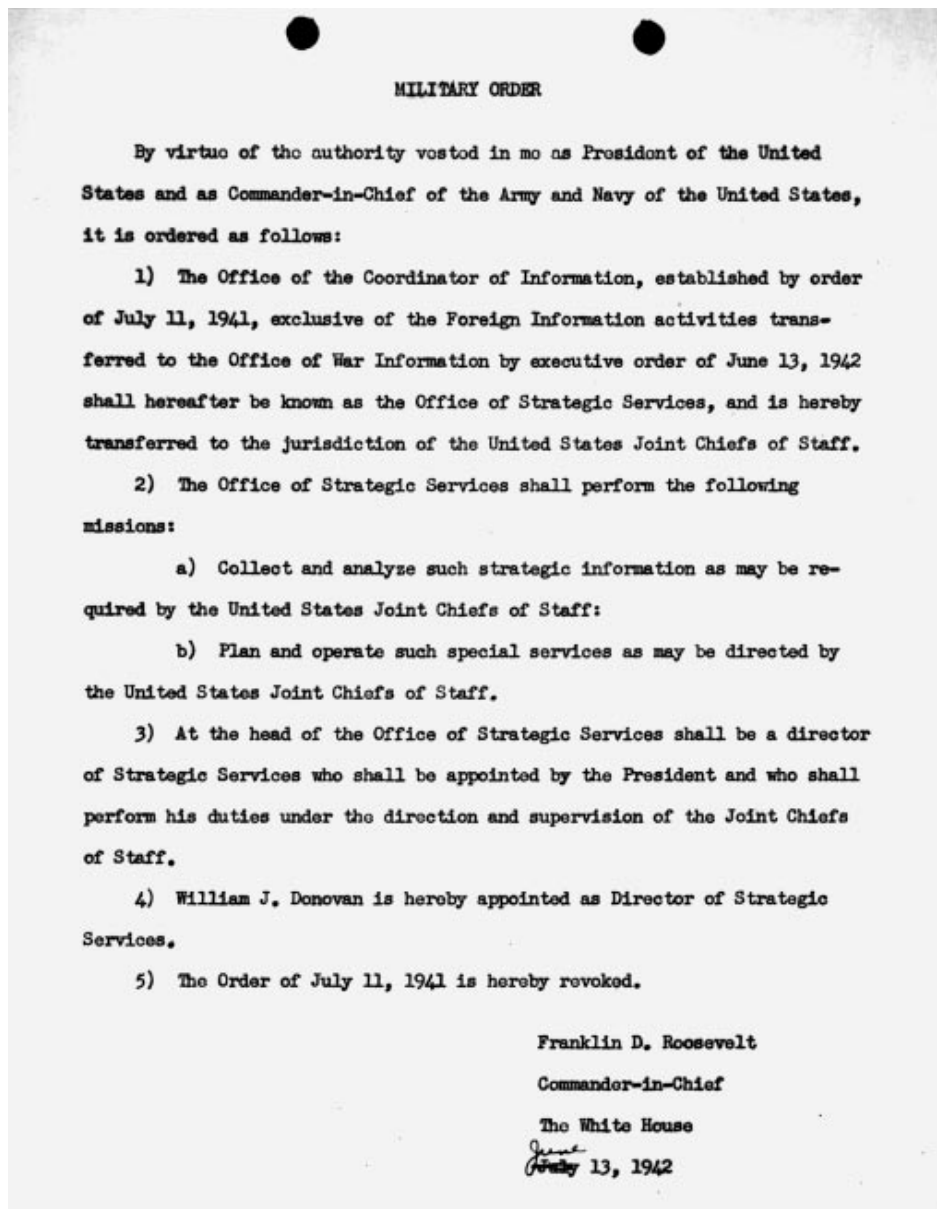 MILITARY ORDER
By virtue of the authority vested in me as President of the United
States and as Commander-in-Chief of the Army and Navy of the United States,
it is ordered as follows:
1) The Office of the Coordinator of Information, established by order
of July 11, 1941, exclusive of the Foreign Information activities trans-
ferred to the Office of War Information by executive order of June 13, 1942
shall hereafter be known as the Office of Strategic Services, and is hereby
transferred to the jurisdiction of the United States Joint Chiefs of Staff.
2) The Office of Strategic Services shall perform the following
missions:
a) Collect and analyze such strategic information as may be re-
quired by the United States Joint Chiefs of Staff:
b) Plan and operate such special services as may be directed by
the United States Joint Chiefs of Staff.
3) At the head of the Office of Strategic Services shall be a director
of Strategic Services who shall be appointed by the President and who shall
perform his duties under the direction and supervision of the Joint Chiefs
of Staff.
4) William J. Donovan is hereby appointed as Director of Strategic
Services.
5) The Order of July 11, 1941 is hereby revoked.
Franklin D. Roosevelt
Commander-in-Chief
The White House
June
July 13, 1942